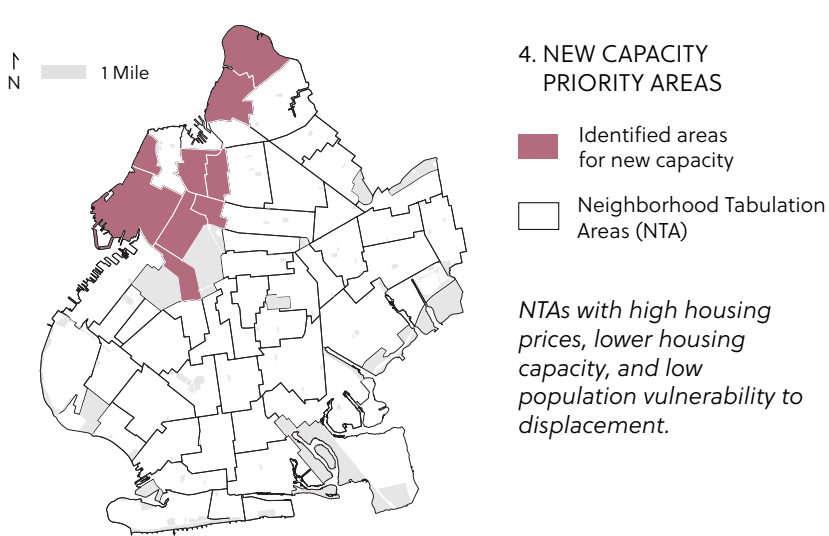 4. NEW CAPACITY
PRIORITY AREAS
N
1 Mile
Identified areas
for new capacity
Neighborhood Tabulation
Areas (NTA)
NTAs with high housing
prices, lower housing
capacity, and low
population vulnerability to
displacement.